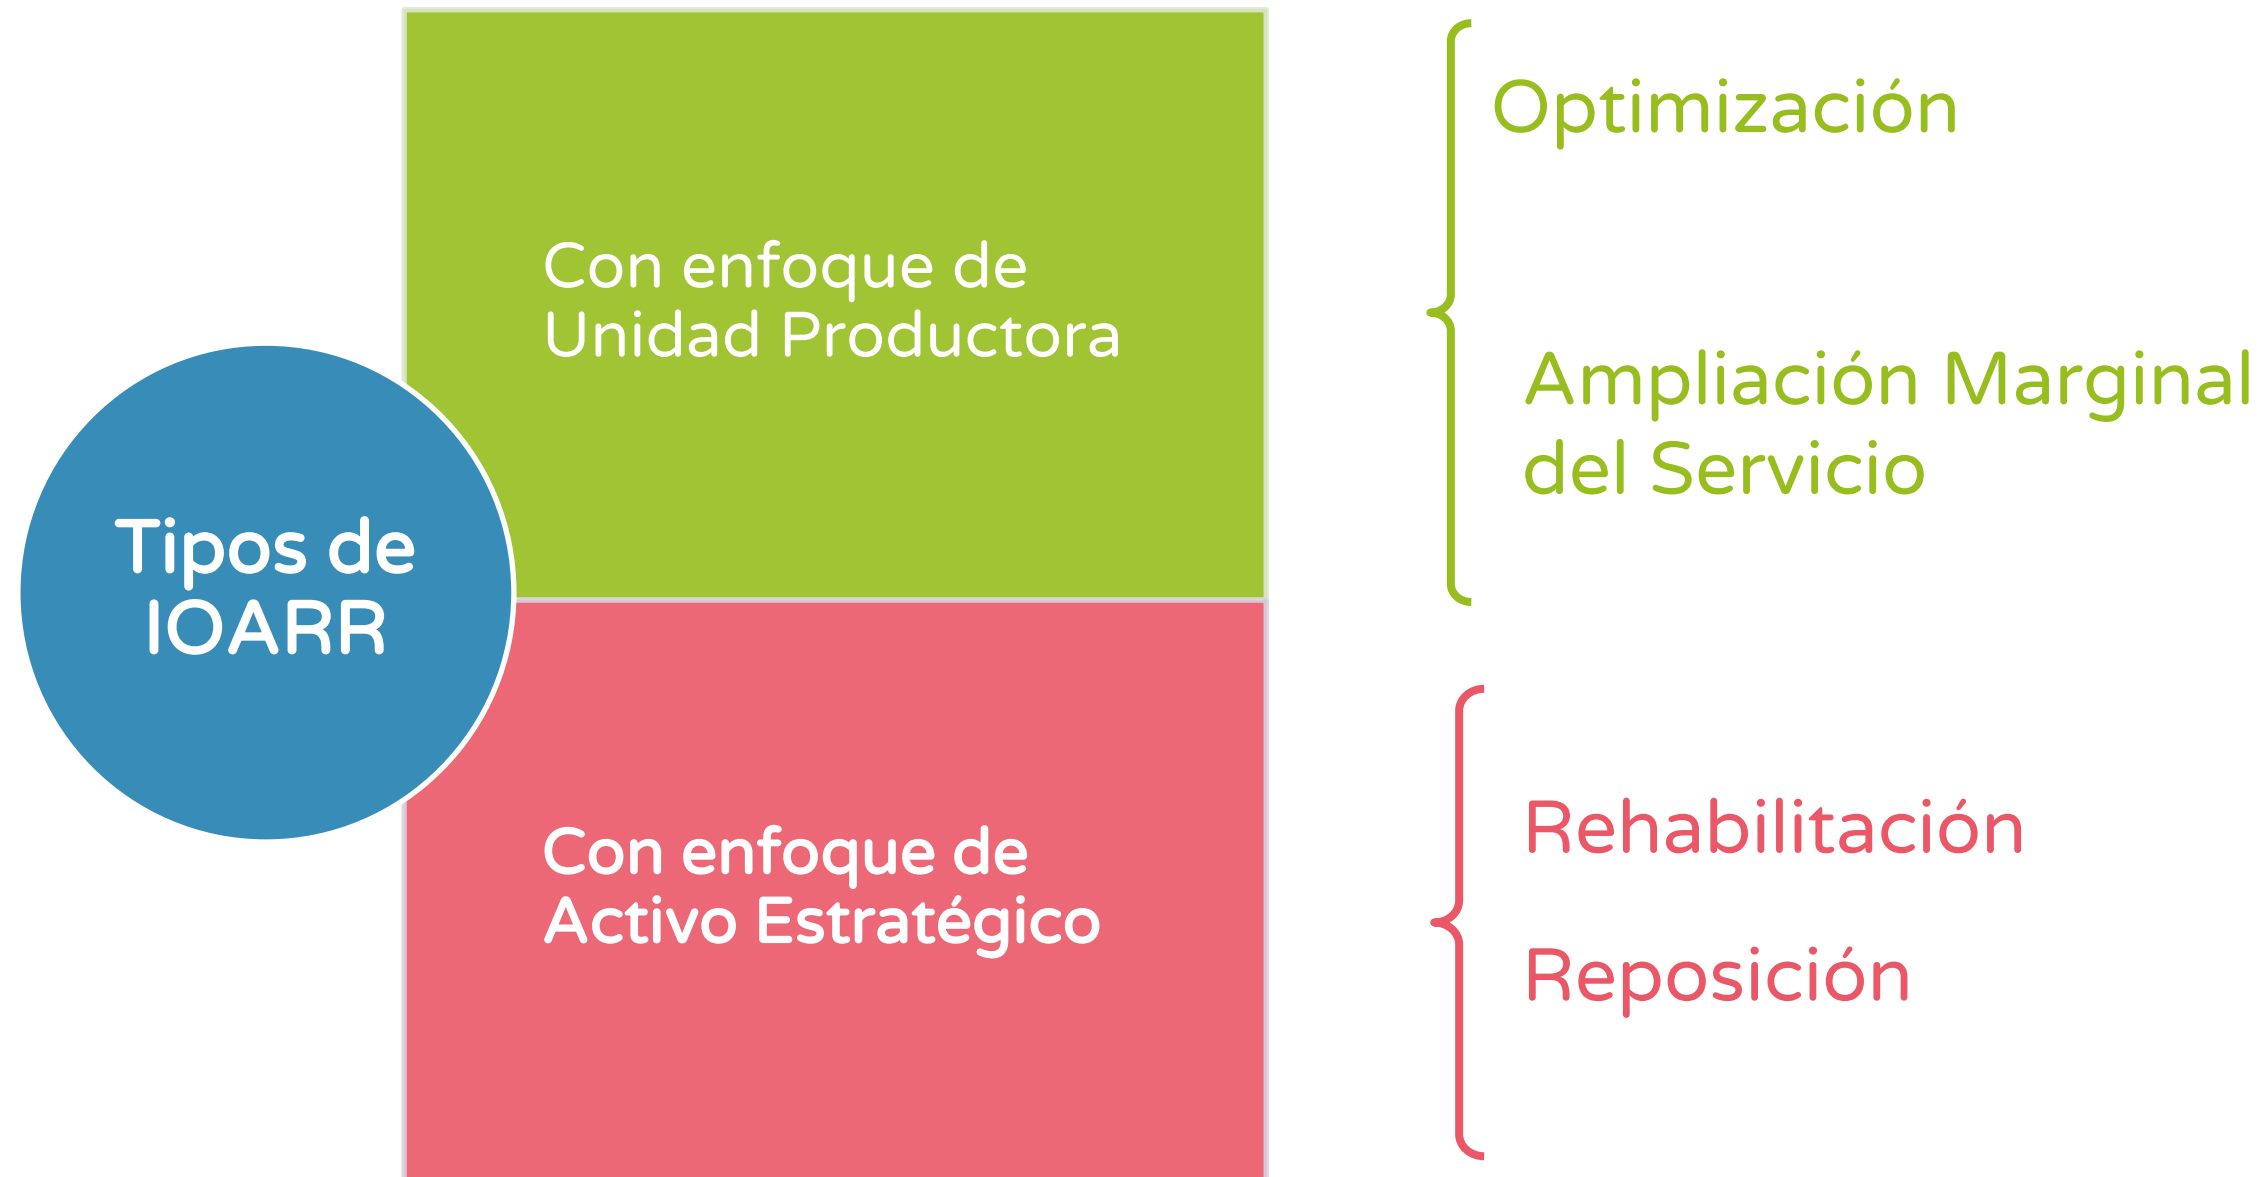 Tipos de
IOARR
Con enfoque de
Unidad Productora
Optimización
Ampliación Marginal
del Servicio
Con enfoque de
Activo Estratégico
Rehabilitación
Reposición